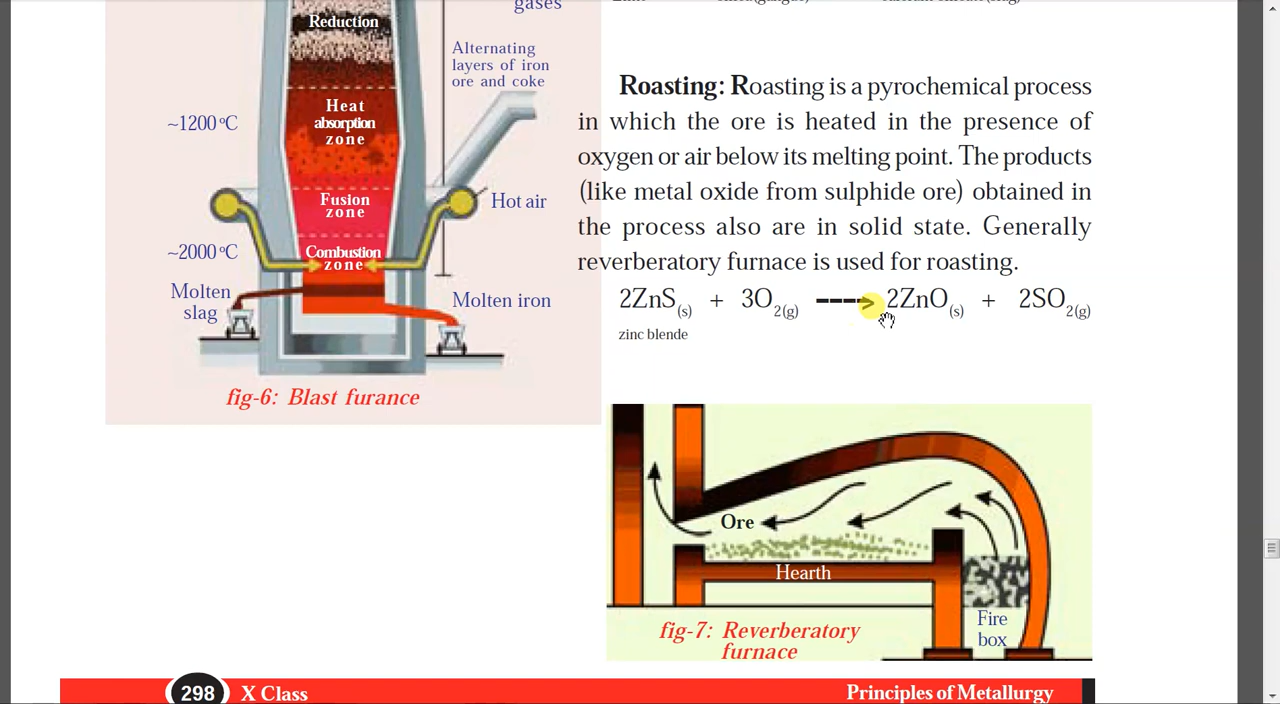 gases
Reduction
Alternating
layers of iron
ore and coke
Heat
absorption
zone
~1200 °C
Fusion
zone
Hot air
~2000 °C
Combustion
zone
Molten
slag
Molten iron
fig-6: Blast furance
Roasting: Roasting is a pyrochemical process
in which the ore is heated in the presence of
oxygen or air below its melting point. The products
(like metal oxide from sulphide ore) obtained in
the process also are in solid state. Generally
reverberatory furnace is used for roasting.
2ZnS(s) + 3O2(g) ----> 2ZnO(s) + 2SO2(g)
zinc blende
Ore
Hearth
Fire
box
fig-7: Reverberatory
furnace
298 X Class Principles of Metallurgy